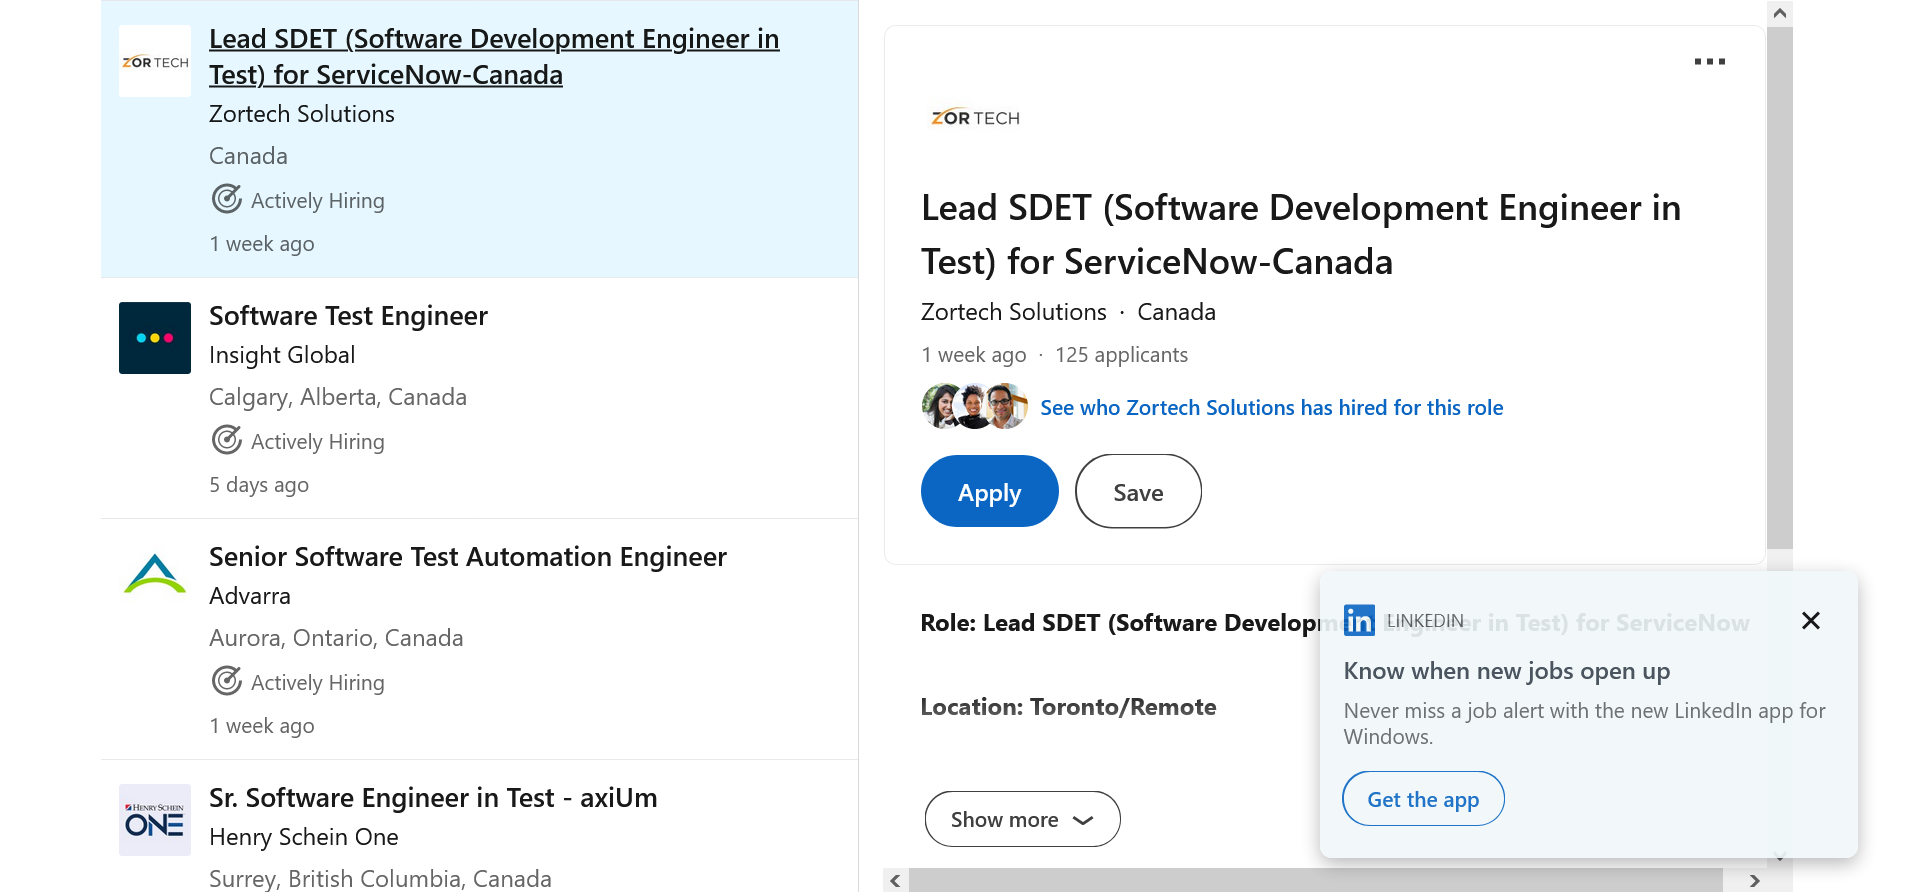 ZOR TECH
Lead SDET (Software Development Engineer in
Test) for ServiceNow-Canada
Zortech Solutions
Canada
Actively Hiring
1 week ago
Software Test Engineer
Insight Global
Calgary, Alberta, Canada
Actively Hiring
5 days ago
Senior Software Test Automation Engineer
Advarra
Aurora, Ontario, Canada
Actively Hiring
1 week ago
HENRY SCHEIN
ONE
Sr. Software Engineer in Test - axiUm
Henry Schein One
Surrey, British Columbia, Canada
ZOR TECH
Lead SDET (Software Development Engineer in
Test) for ServiceNow-Canada
Zortech Solutions · Canada
1 week ago · 125 applicants
See who Zortech Solutions has hired for this role
Apply
Save
Role: Lead SDET (Software Development Engineer in Test) for ServiceNow
Location: Toronto/Remote
Show more
in LINKEDIN
Know when new jobs open up
Never miss a job alert with the new LinkedIn app for
Windows.
Get the app